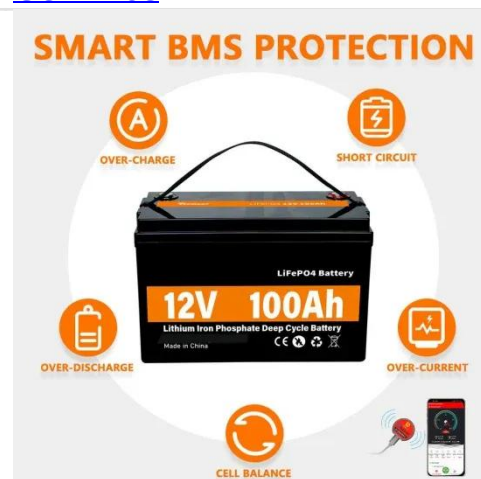 SMART BMS PROTECTION
OVER-CHARGE
SHORT CIRCUIT
LiFePO4 Battery
12V 100Ah
Lithium Iron Phosphate Deep Cycle Battery
Made in China
CE
OVER-DISCHARGE
OVER-CURRENT
CELL BALANCE